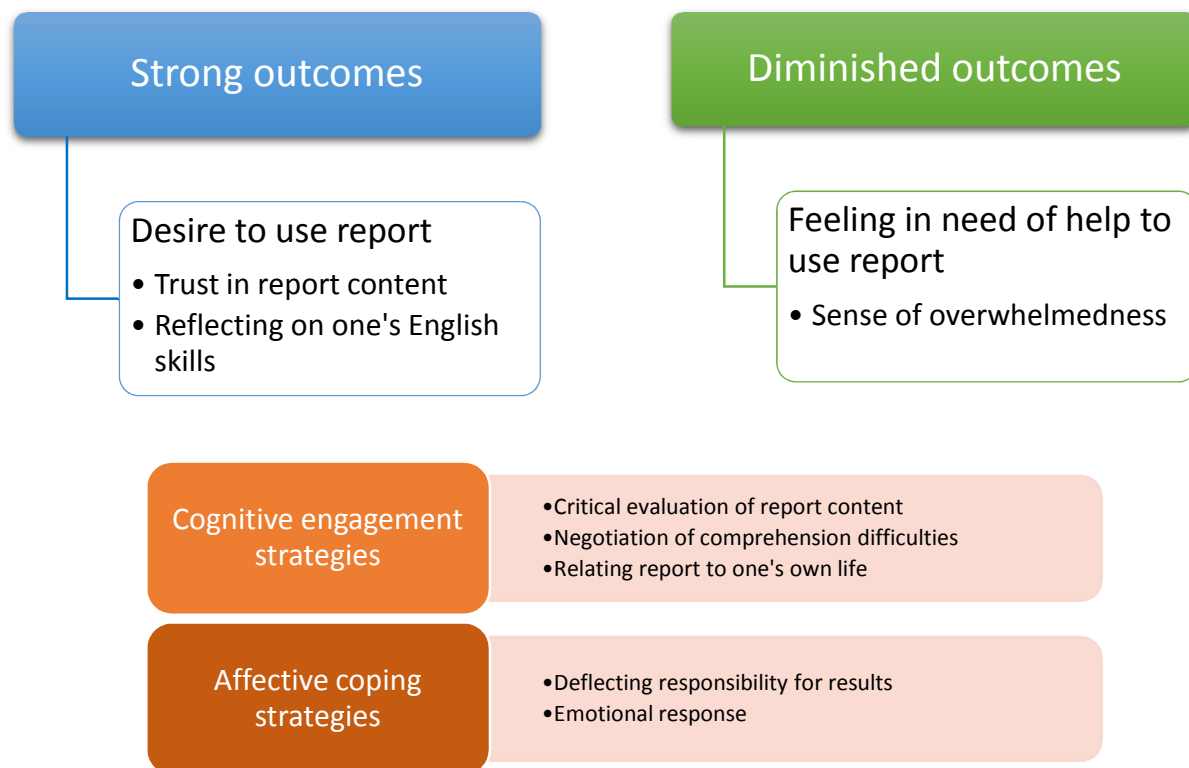 Strong outcomes
Desire to use report
• Trust in report content
• Reflecting on one's English
skills
Diminished outcomes
Feeling in need of help to
use report
• Sense of overwhelmedness
Cognitive engagement
strategies
•Critical evaluation of report content
•Negotiation of comprehension difficulties
•Relating report to one's own life
Affective coping
strategies
•Deflecting responsibility for results
•Emotional response